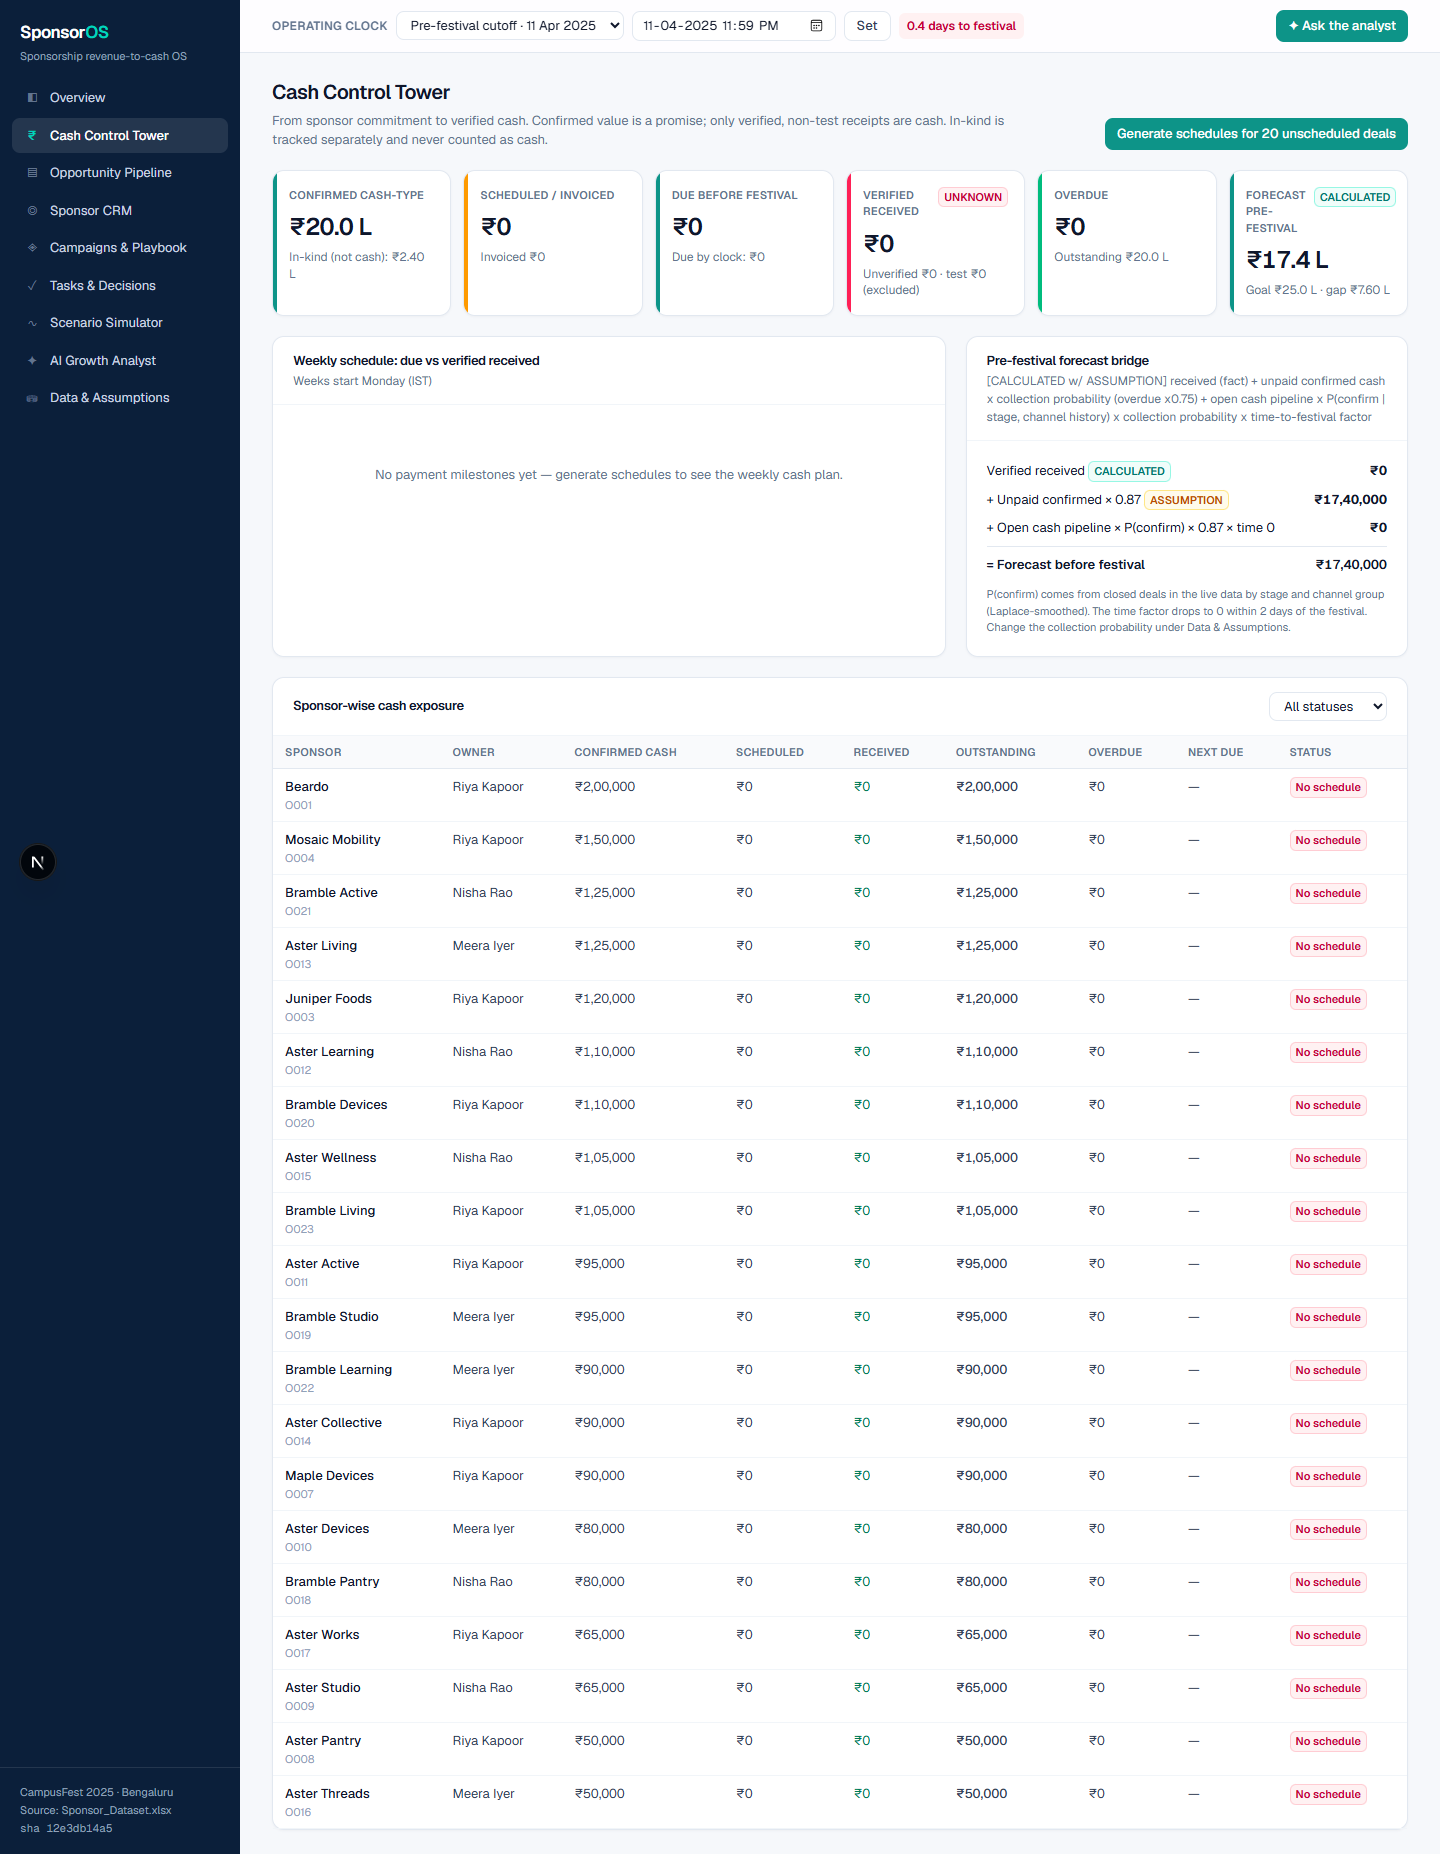 SponsorOS
Sponsorship revenue-to-cash OS
Overview
₹ Cash Control Tower
Opportunity Pipeline
Sponsor CRM
Campaigns & Playbook
Tasks & Decisions
Scenario Simulator
AI Growth Analyst
Data & Assumptions
N
CampusFest 2025 · Bengaluru
Source: Sponsor_Dataset.xlsx
sha 12e3db14a5
OPERATING CLOCK Pre-festival cutoff · 11 Apr 2025 11-04-2025 11:59 PM Set 0.4 days to festival ✦ Ask the analyst
Cash Control Tower
From sponsor commitment to verified cash. Confirmed value is a promise; only verified, non-test receipts are cash. In-kind is
tracked separately and never counted as cash.
Generate schedules for 20 unscheduled deals
CONFIRMED CASH-TYPE
₹20.0 L
In-kind (not cash): ₹2.40
L
SCHEDULED / INVOICED
₹0
Invoiced ₹0
DUE BEFORE FESTIVAL
₹0
Due by clock: ₹0
VERIFIED
RECEIVED
UNKNOWN
₹0
Unverified ₹0 · test ₹0
(excluded)
OVERDUE
₹0
Outstanding ₹20.0 L
FORECAST
PRE-
FESTIVAL
CALCULATED
₹17.4 L
Goal ₹25.0 L · gap ₹7.60 L
Weekly schedule: due vs verified received
Weeks start Monday (IST)
No payment milestones yet — generate schedules to see the weekly cash plan.
Pre-festival forecast bridge
[CALCULATED w/ ASSUMPTION] received (fact) + unpaid confirmed cash
x collection probability (overdue x0.75) + open cash pipeline x P(confirm |
stage, channel history) x collection probability x time-to-festival factor
Verified received CALCULATED ₹0
+ Unpaid confirmed × 0.87 ASSUMPTION ₹17,40,000
+ Open cash pipeline × P(confirm) × 0.87 × time 0 ₹0
= Forecast before festival ₹17,40,000
P(confirm) comes from closed deals in the live data by stage and channel group
(Laplace-smoothed). The time factor drops to 0 within 2 days of the festival.
Change the collection probability under Data & Assumptions.
Sponsor-wise cash exposure All statuses
SPONSOR OWNER CONFIRMED CASH SCHEDULED RECEIVED OUTSTANDING OVERDUE NEXT DUE STATUS
Beardo Riya Kapoor ₹2,00,000 ₹0 ₹0 ₹2,00,000 ₹0 — No schedule
O001
Mosaic Mobility Riya Kapoor ₹1,50,000 ₹0 ₹0 ₹1,50,000 ₹0 — No schedule
O004
Bramble Active Nisha Rao ₹1,25,000 ₹0 ₹0 ₹1,25,000 ₹0 — No schedule
O021
Aster Living Meera Iyer ₹1,25,000 ₹0 ₹0 ₹1,25,000 ₹0 — No schedule
O013
Juniper Foods Riya Kapoor ₹1,20,000 ₹0 ₹0 ₹1,20,000 ₹0 — No schedule
O003
Aster Learning Nisha Rao ₹1,10,000 ₹0 ₹0 ₹1,10,000 ₹0 — No schedule
O012
Bramble Devices Riya Kapoor ₹1,10,000 ₹0 ₹0 ₹1,10,000 ₹0 — No schedule
O020
Aster Wellness Nisha Rao ₹1,05,000 ₹0 ₹0 ₹1,05,000 ₹0 — No schedule
O015
Bramble Living Riya Kapoor ₹1,05,000 ₹0 ₹0 ₹1,05,000 ₹0 — No schedule
O023
Aster Active Riya Kapoor ₹95,000 ₹0 ₹0 ₹95,000 ₹0 — No schedule
O011
Bramble Studio Meera Iyer ₹95,000 ₹0 ₹0 ₹95,000 ₹0 — No schedule
O019
Bramble Learning Meera Iyer ₹90,000 ₹0 ₹0 ₹90,000 ₹0 — No schedule
O022
Aster Collective Riya Kapoor ₹90,000 ₹0 ₹0 ₹90,000 ₹0 — No schedule
O014
Maple Devices Riya Kapoor ₹90,000 ₹0 ₹0 ₹90,000 ₹0 — No schedule
O007
Aster Devices Meera Iyer ₹80,000 ₹0 ₹0 ₹80,000 ₹0 — No schedule
O010
Bramble Pantry Nisha Rao ₹80,000 ₹0 ₹0 ₹80,000 ₹0 — No schedule
O018
Aster Works Riya Kapoor ₹65,000 ₹0 ₹0 ₹65,000 ₹0 — No schedule
O017
Aster Studio Nisha Rao ₹65,000 ₹0 ₹0 ₹65,000 ₹0 — No schedule
O009
Aster Pantry Riya Kapoor ₹50,000 ₹0 ₹0 ₹50,000 ₹0 — No schedule
O008
Aster Threads Meera Iyer ₹50,000 ₹0 ₹0 ₹50,000 ₹0 — No schedule
O016